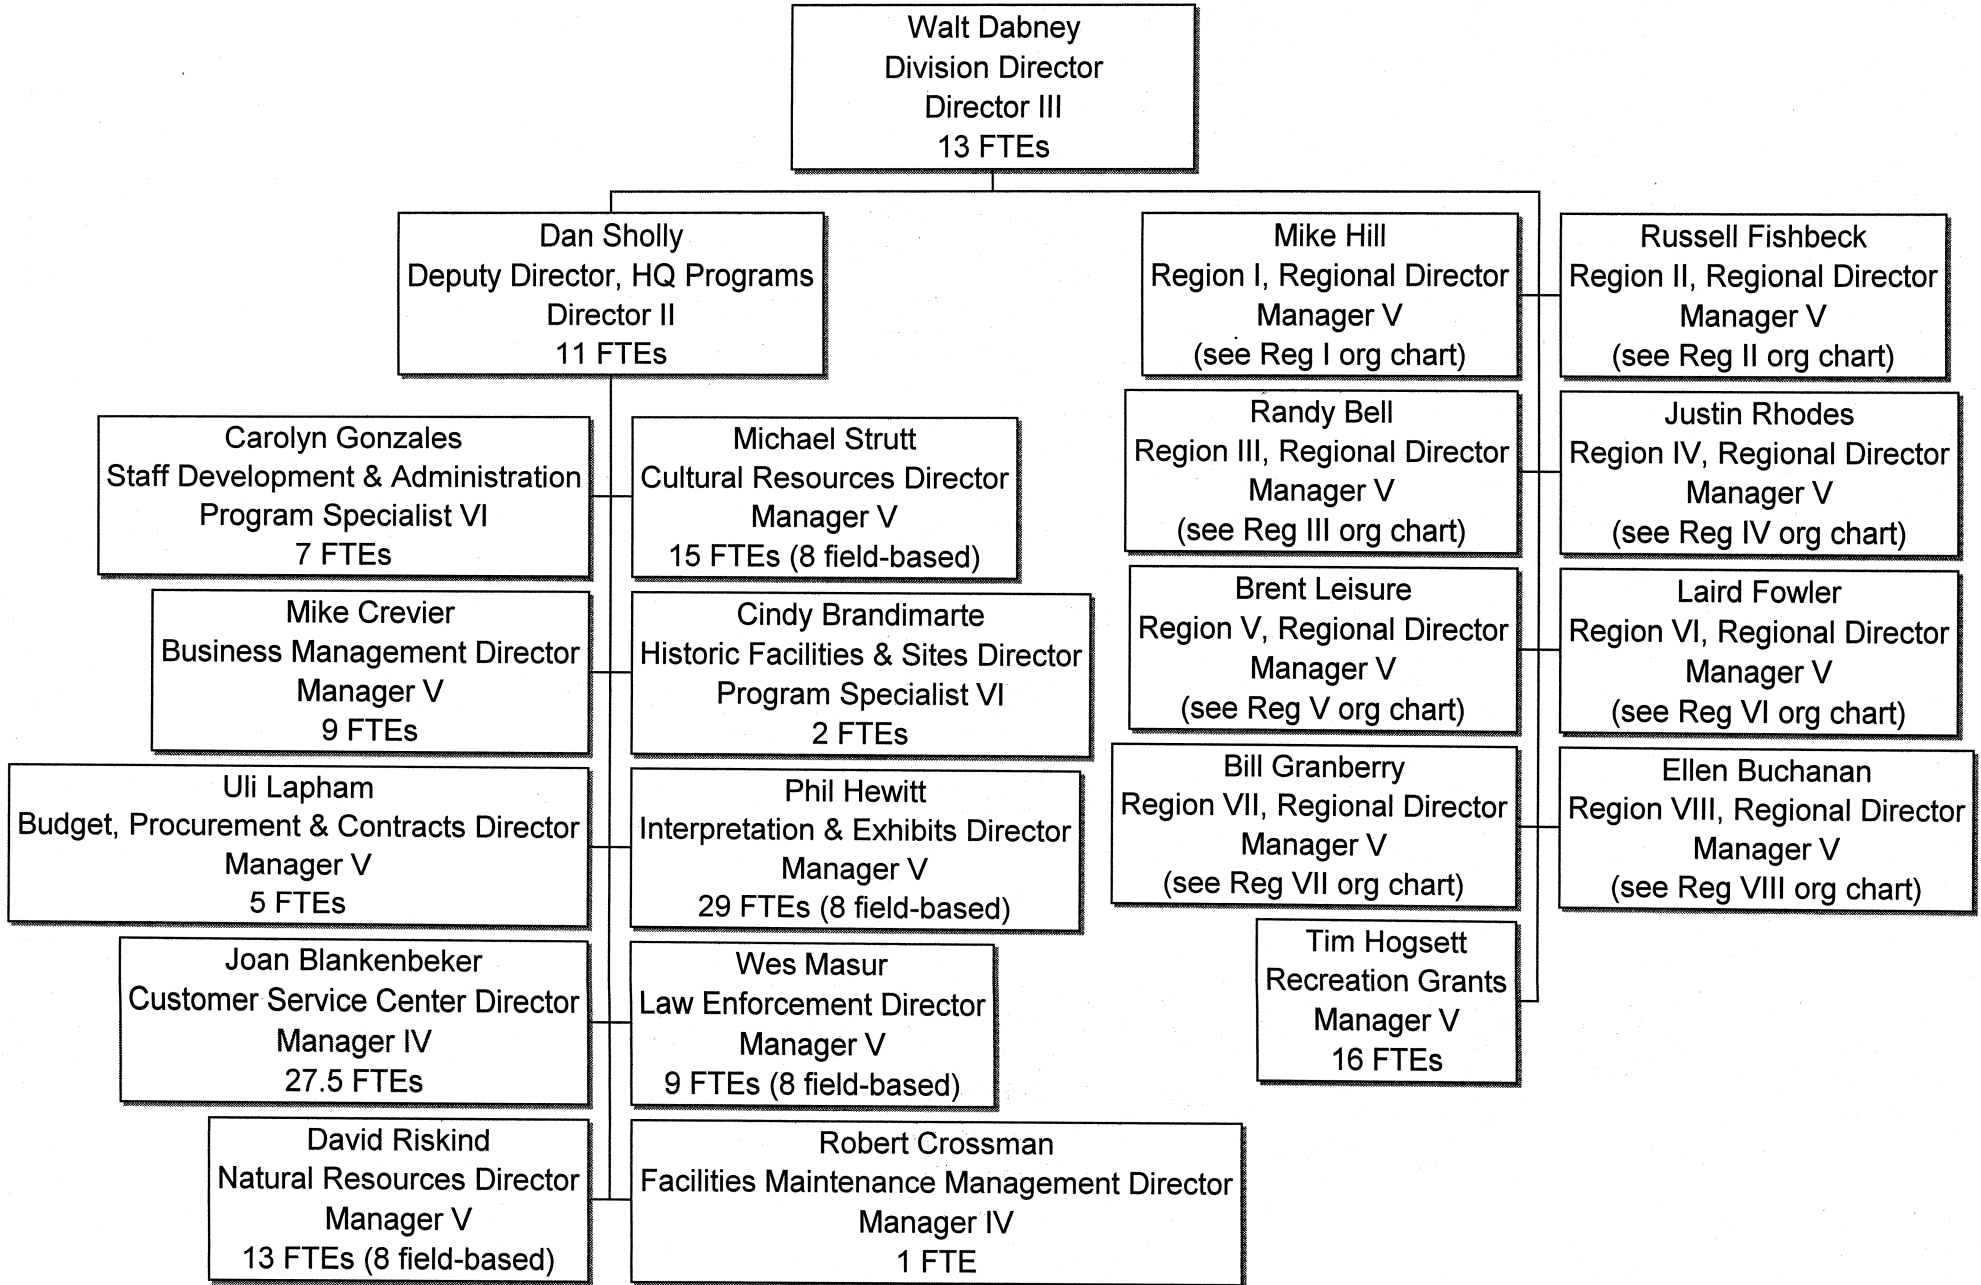 Walt Dabney
Division Director
Director III
13 FTEs
Dan Sholly
Deputy Director, HQ Programs
Director II
11 FTEs
Carolyn Gonzales
Staff Development & Administration
Program Specialist VI
7 FTEs
Michael Strutt
Cultural Resources Director
Manager V
15 FTEs (8 field-based)
Mike Crevier
Business Management Director
Manager V
9 FTEs
Cindy Brandimarte
Historic Facilities & Sites Director
Program Specialist VI
2 FTEs
Uli Lapham
Budget, Procurement & Contracts Director
Manager V
5 FTEs
Phil Hewitt
Interpretation & Exhibits Director
Manager V
29 FTEs (8 field-based)
Joan Blankenbeker
Customer Service Center Director
Manager IV
27.5 FTEs
Wes Masur
Law Enforcement Director
Manager V
9 FTEs (8 field-based)
David Riskind
Natural Resources Director
Manager V
13 FTEs (8 field-based)
Robert Crossman
Facilities Maintenance Management Director
Manager IV
1 FTE
Mike Hill
Region I, Regional Director
Manager V
(see Reg I org chart)
Russell Fishbeck
Region II, Regional Director
Manager V
(see Reg II org chart)
Randy Bell
Region III, Regional Director
Manager V
(see Reg III org chart)
Justin Rhodes
Region IV, Regional Director
Manager V
(see Reg IV org chart)
Brent Leisure
Region V, Regional Director
Manager V
(see Reg V org chart)
Laird Fowler
Region VI, Regional Director
Manager V
(see Reg VI org chart)
Bill Granberry
Region VII, Regional Director
Manager V
(see Reg VII org chart)
Ellen Buchanan
Region VIII, Regional Director
Manager V
(see Reg VIII org chart)
Tim Hogsett
Recreation Grants
Manager V
16 FTEs